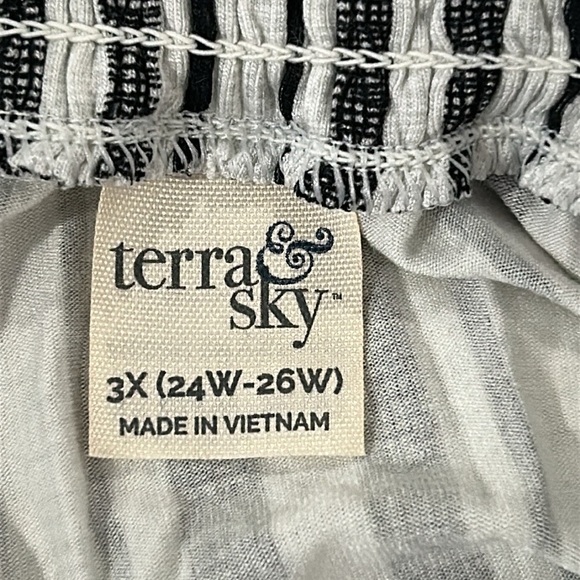 terra &
sky™
3X (24W-26W)
MADE IN VIETNAM